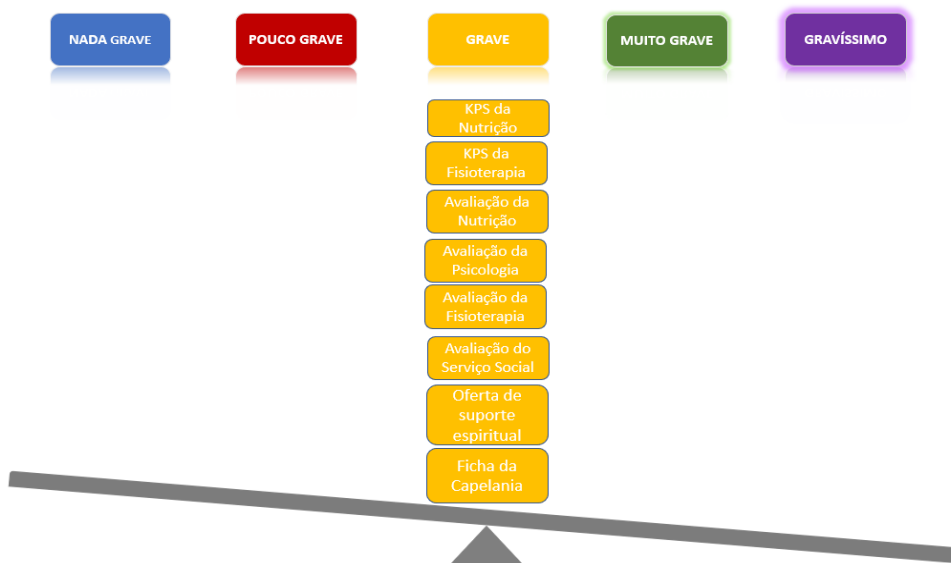 NADA GRAVE
POUCO GRAVE
GRAVE
MUITO GRAVE
GRAVÍSSIMO
KPS da
Nutrição
KPS da
Fisioterapia
Avaliação da
Nutrição
Avaliação da
Psicologia
Avaliação da
Fisioterapia
Avaliação do
Serviço Social
Oferta de
suporte
espiritual
Ficha da
Capelania